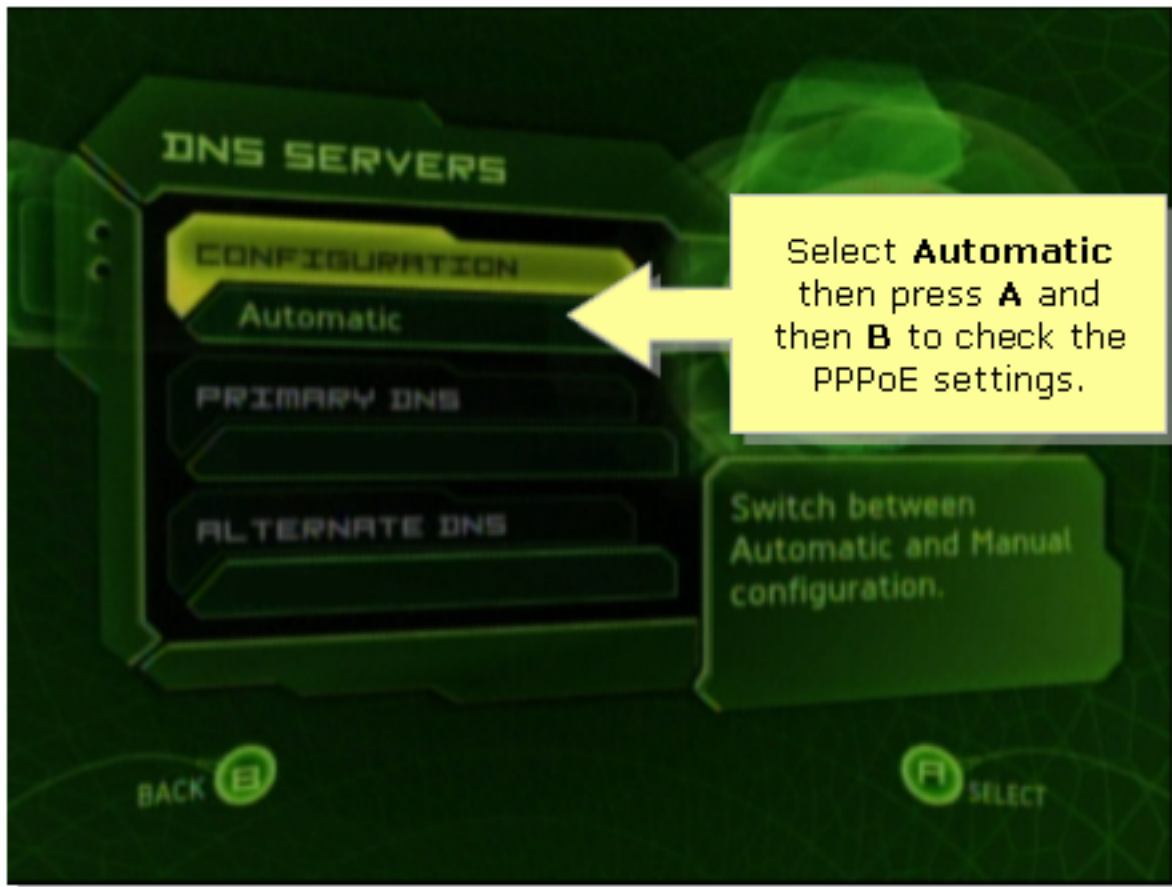 DNS SERVERS
CONFIGURATION
Automatic
PRIMARY DNS
ALTERNATE DNS
Select Automatic
then press A and
then B to check the
PPPoE settings.
Switch between
Automatic and Manual
configuration.
BACK B
A SELECT